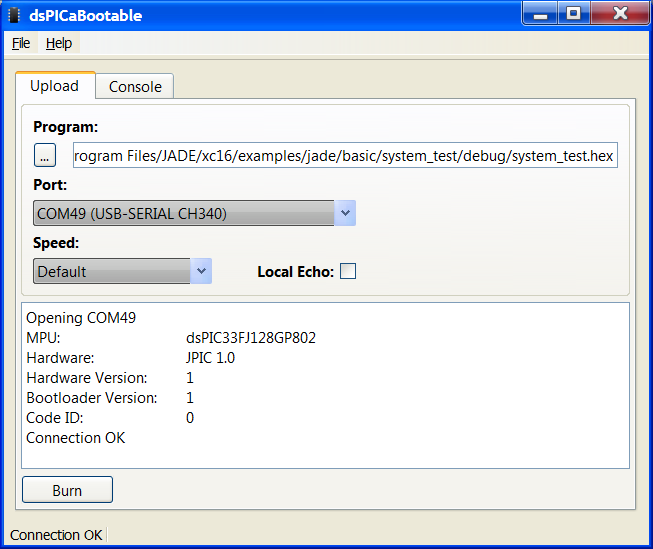 dsPICaBootable
File Help
Upload Console
Program:
... rogram Files/JADE/xc16/examples/jade/basic/system_test/debug/system_test.hex
Port:
COM49 (USB-SERIAL CH340)
Speed:
Default Local Echo:
Opening COM49
MPU: dsPIC33FJ128GP802
Hardware: JPIC 1.0
Hardware Version: 1
Bootloader Version: 1
Code ID: 0
Connection OK
Burn
Connection OK